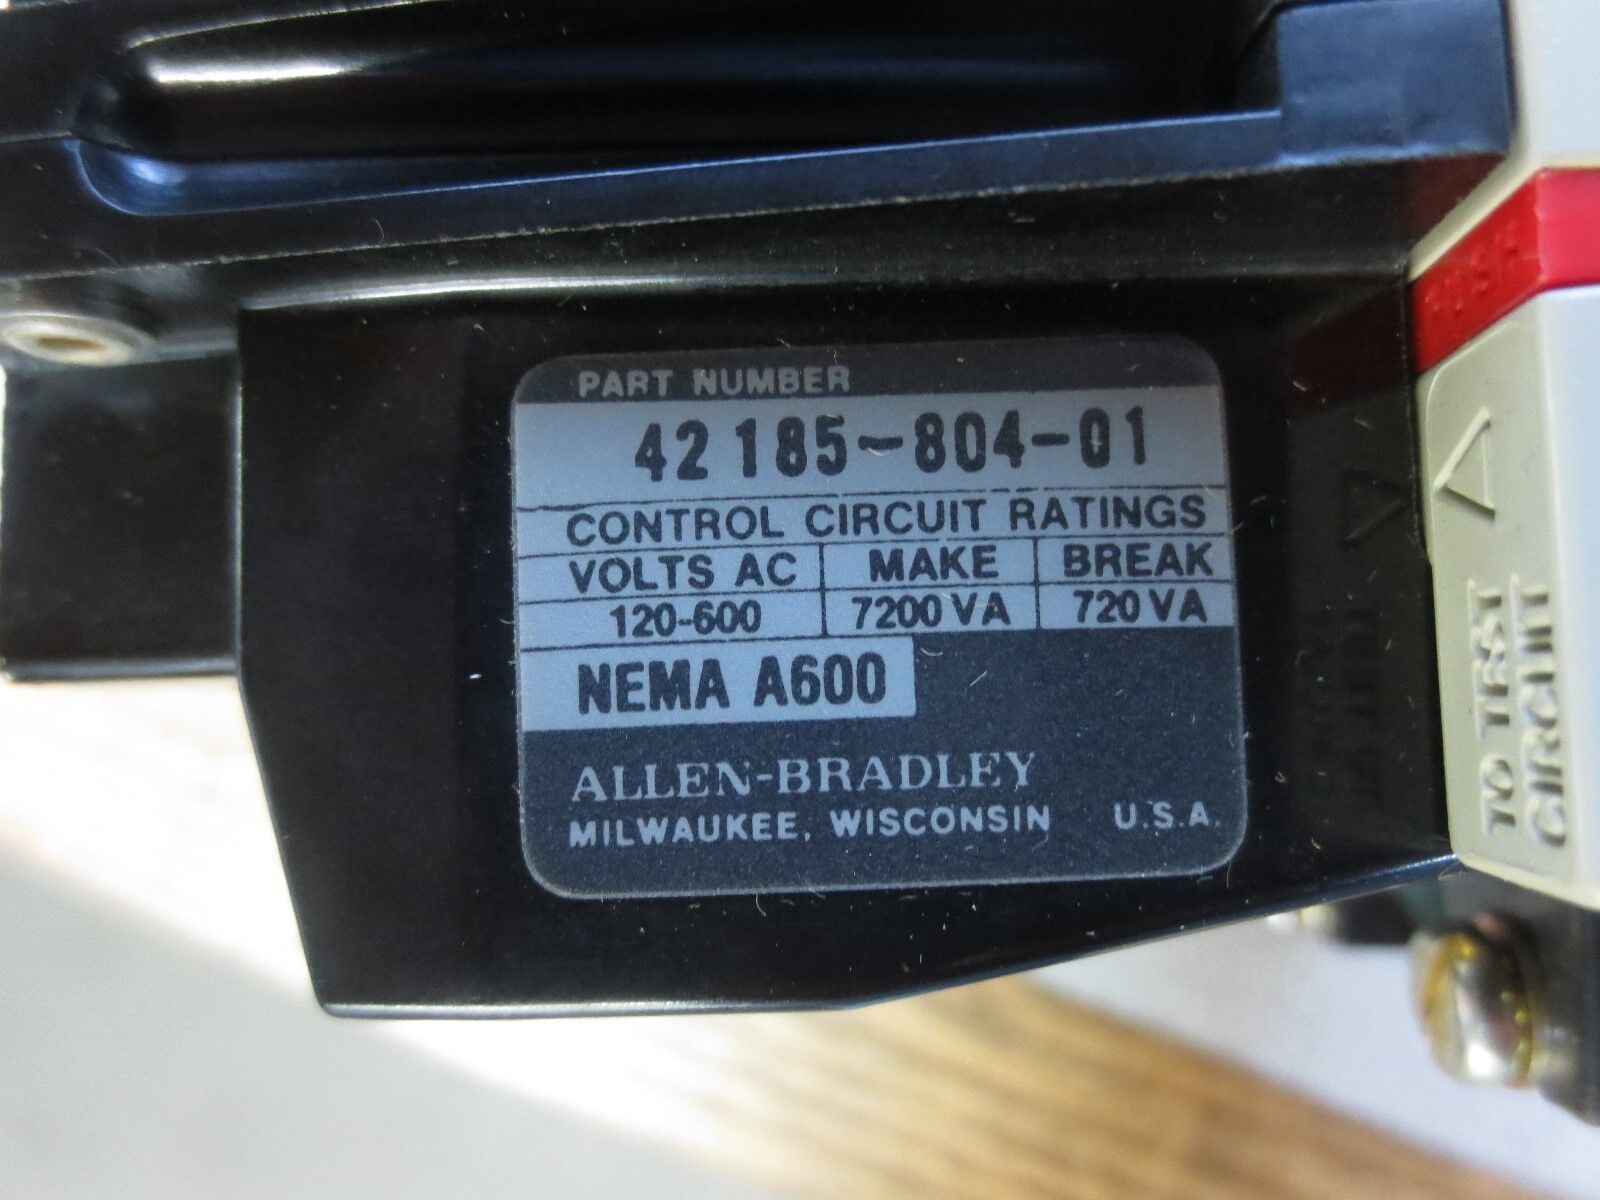 PART NUMBER
42185-804-01
CONTROL CIRCUIT RATINGS
VOLTS AC MAKE BREAK
120-600 7200 VA 720 VA
NEMA A600
ALLEN-BRADLEY
MILWAUKEE, WISCONSIN U.S.A.
TO TEST
CIRCUIT